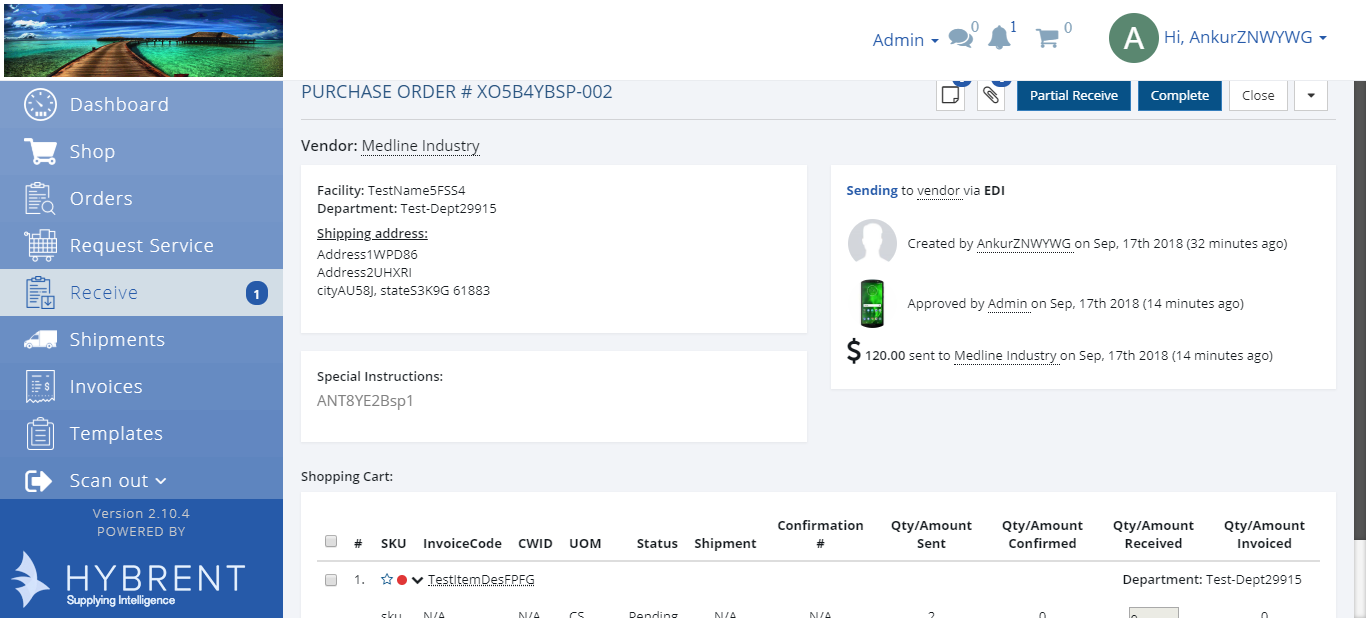 Admin
0
1
0
A
Hi, AnkurZNWYWG
Dashboard
Shop
Orders
Request Service
Receive
1
Shipments
Invoices
Templates
Scan out
Version 2.10.4
POWERED BY
HYBRENT
Supplying Intelligence
PURCHASE ORDER # XO5B4YBSP-002
Partial Receive
Complete
Close
Vendor: Medline Industry
Facility: TestName5FSS4
Department: Test-Dept29915
Shipping address:
Address1WPD86
Address2UHXRI
cityAU58J, stateS3K9G 61883
Special Instructions:
ANT8YE2Bsp1
Sending to vendor via EDI
Created by AnkurZNWYWG on Sep, 17th 2018 (32 minutes ago)
Approved by Admin on Sep, 17th 2018 (14 minutes ago)
$ 120.00 sent to Medline Industry on Sep, 17th 2018 (14 minutes ago)
Shopping Cart:
# SKU InvoiceCode CWID UOM Status Shipment Confirmation # Qty/Amount Sent Qty/Amount Confirmed Qty/Amount Received Qty/Amount Invoiced
1. TestItemDesFPFG Department: Test-Dept29915
sku N/A N/A CS Pending N/A N/A 2 0 0